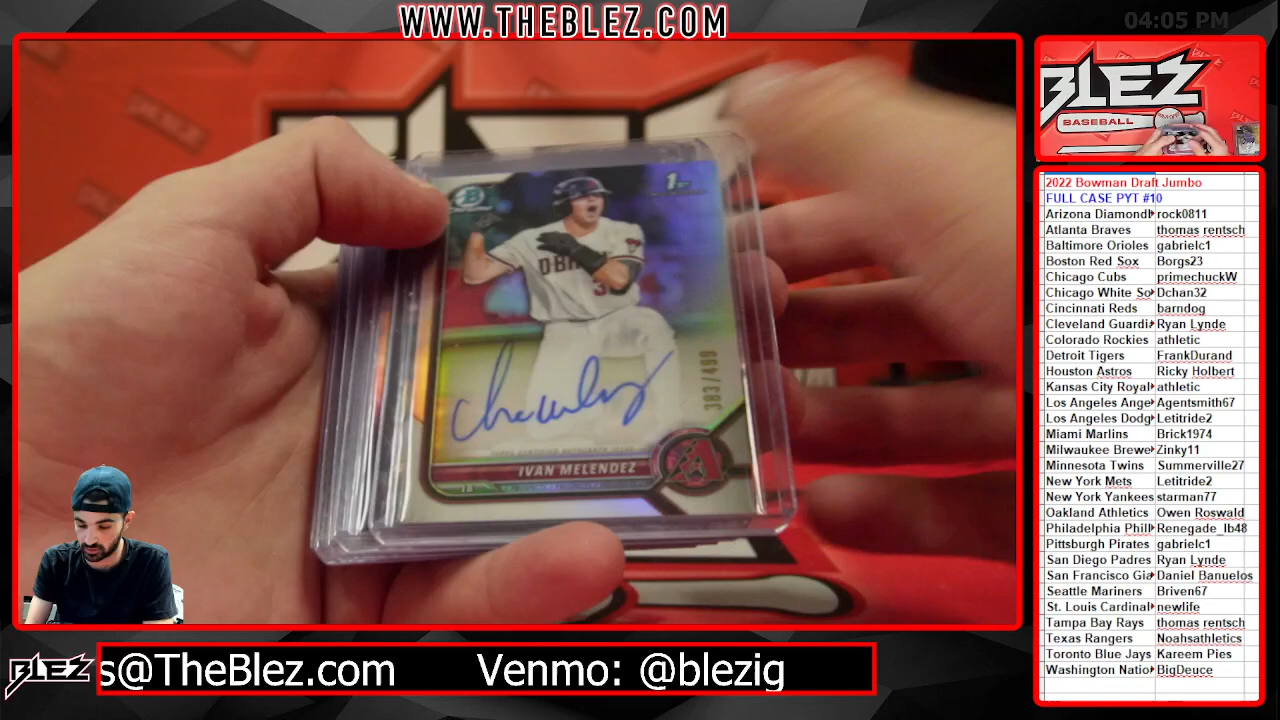 WWW.THEBLEZ.COM
04:05 PM
BLEZ
BASEBALL
1st
B
D-BA
383/499
IVAN MELENDEZ
A
2022 Bowman Draft Jumbo
FULL CASE PYT #10
Arizona Diamondb rock0811
Atlanta Braves thomas rentsch
Baltimore Orioles gabrielc1
Boston Red Sox Borgs23
Chicago Cubs primechuckW
Chicago White So Dchan32
Cincinnati Reds barndog
Cleveland Guardia Ryan Lynde
Colorado Rockies athletic
Detroit Tigers FrankDurand
Houston Astros Ricky Holbert
Kansas City Royal athletic
Los Angeles Ange Agentsmith67
Los Angeles Dodg Letitride2
Miami Marlins Brick1974
Milwaukee Brewe Zinky11
Minnesota Twins Summerville27
New York Mets Letitride2
New York Yankees starman77
Oakland Athletics Owen Roswald
Philadelphia Phill Renegade_lb48
Pittsburgh Pirates gabrielc1
San Diego Padres Ryan Lynde
San Francisco Gia Daniel Banuelos
Seattle Mariners Briven67
St. Louis Cardinal newlife
Tampa Bay Rays thomas rentsch
Texas Rangers Noahsathletics
Toronto Blue Jays Kareem Pies
Washington Natio BigDeuce
BLEZ s@TheBlez.com Venmo: @blezig